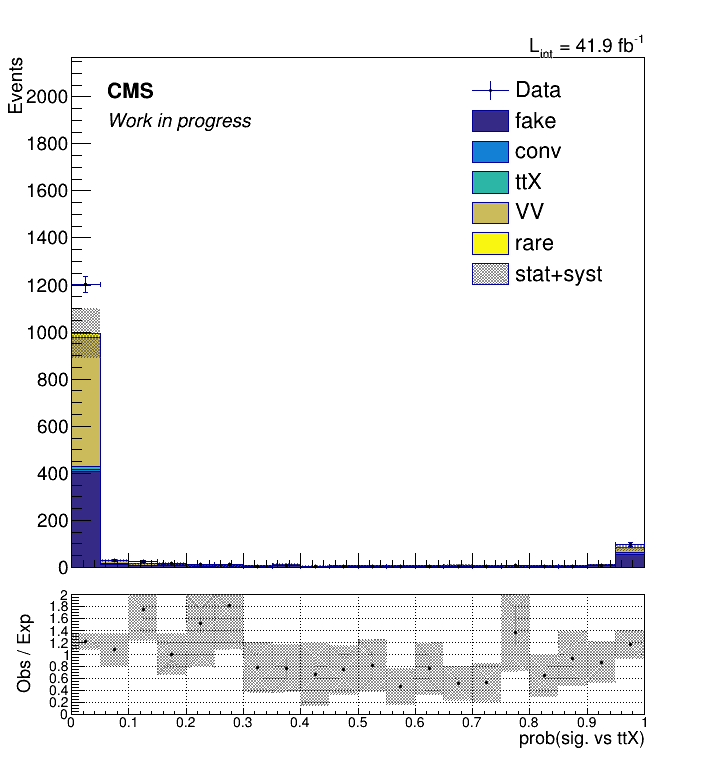 L_int = 41.9 fb^-1
Events
CMS
Work in progress
Data
fake
conv
ttX
VV
rare
stat+syst
2000
1800
1600
1400
1200
1000
800
600
400
200
0
Obs / Exp
2
1.8
1.6
1.4
1.2
1
0.8
0.6
0.4
0.2
0
0 0.1 0.2 0.3 0.4 0.5 0.6 0.7 0.8 0.9 1
prob(sig. vs ttX)